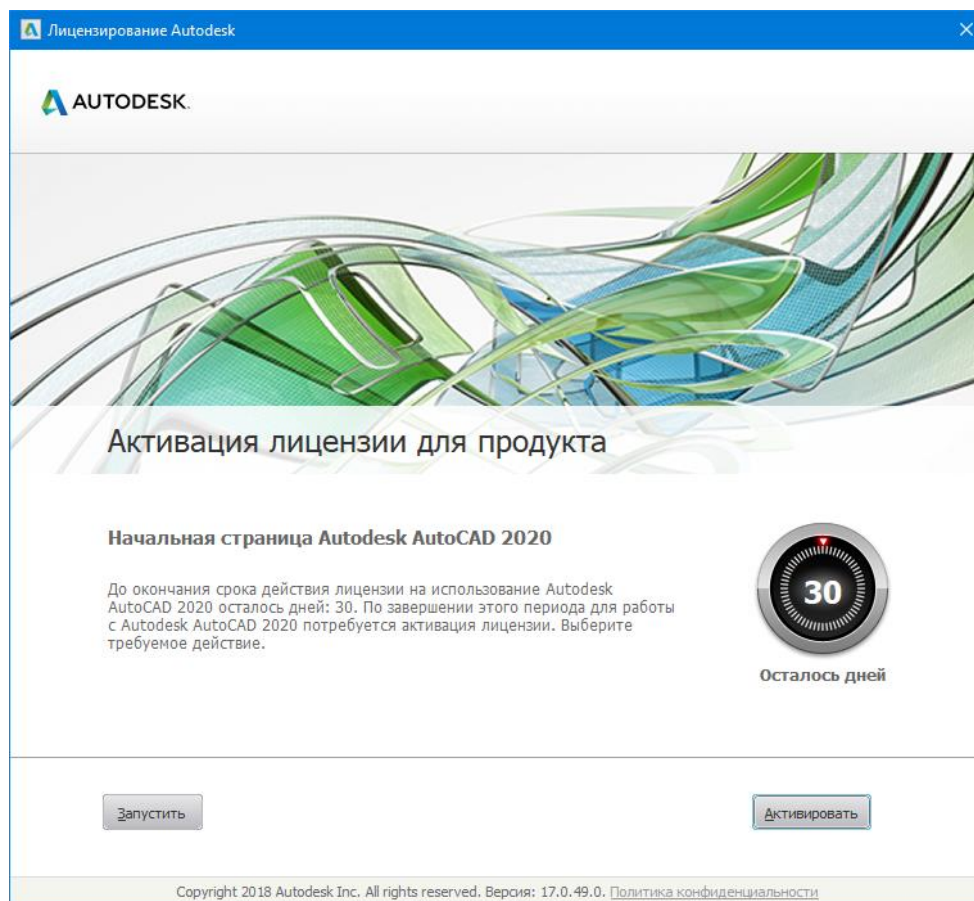 Лицензирование Autodesk
AUTODESK.
Активация лицензии для продукта
Начальная страница Autodesk AutoCAD 2020
До окончания срока действия лицензии на использование Autodesk
AutoCAD 2020 осталось дней: 30. По завершении этого периода для работы
с Autodesk AutoCAD 2020 потребуется активация лицензии. Выберите
требуемое действие.
30
Осталось дней
Запустить
Активировать
Copyright 2018 Autodesk Inc. All rights reserved. Версия: 17.0.49.0. Политика конфиденциальности